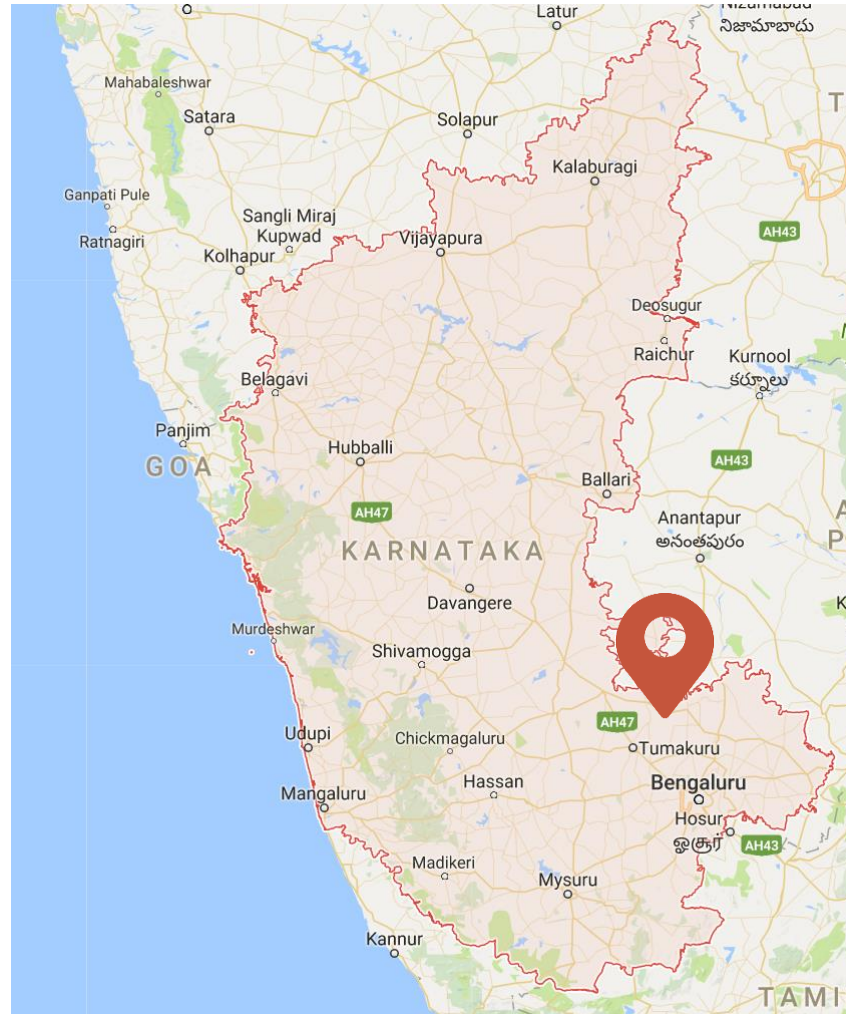 Latur
Nizamabad
నిజామాబాదు
Mahabaleshwar
Satara
Solapur
T
Kalaburagi
Ganpati Pule
Ratnagiri
Sangli Miraj
Kupwad
Kolhapur
Vijayapura
AH43
Deosugur
Raichur
Kurnool
కర్నూలు
Belagavi
Panjim
GOA
Hubballi
AH43
Ballari
AH47
Anantapur
అనంతపురం
A
P
KARNATAKA
Davangere
K
Murdeshwar
Shivamogga
AH47
Udupi
Chickmagaluru
Tumakuru
Hassan
Bengaluru
Mangaluru
Hosur
ஓசூர்
AH43
Madikeri
Mysuru
Kannur
TAMI